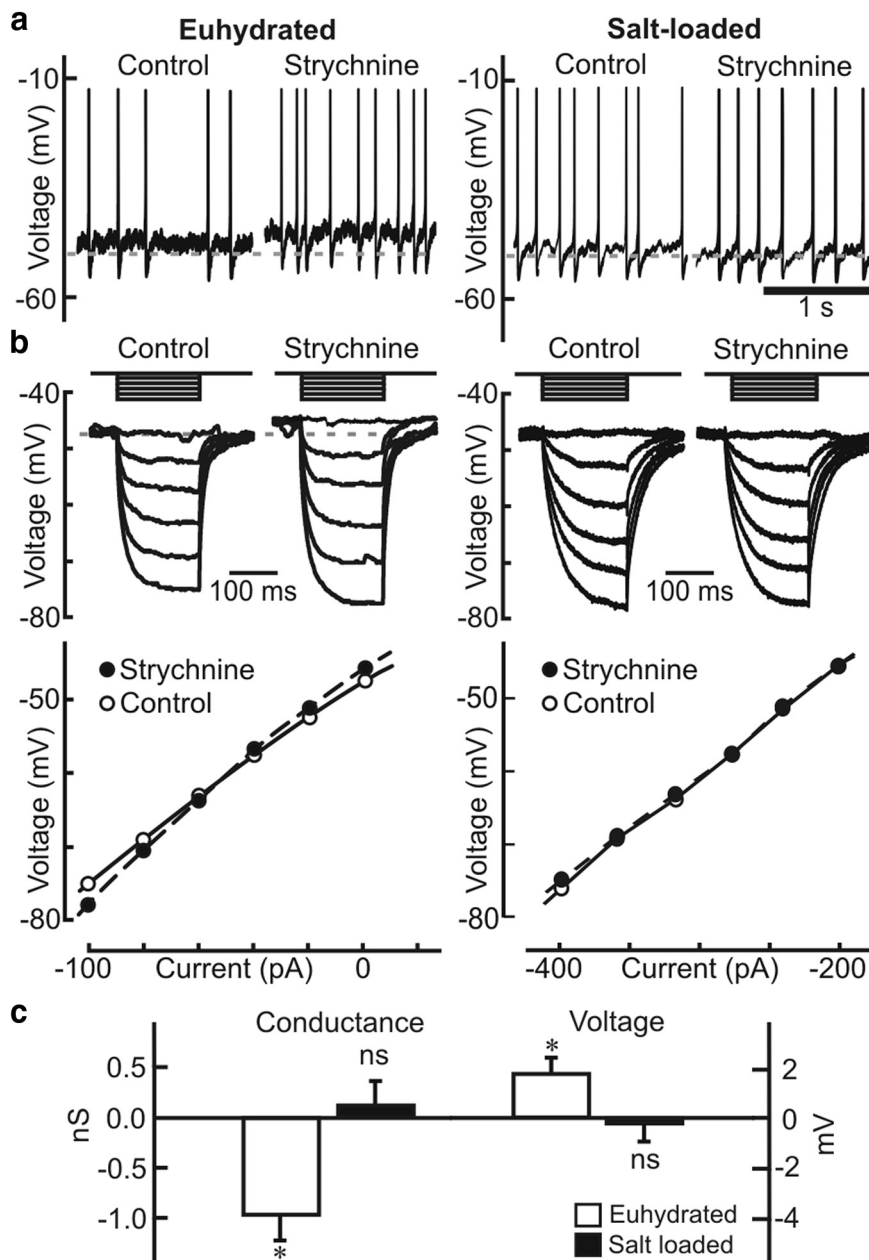 a
Euhydrated Salt-loaded
Control Strychnine Control Strychnine
-10 -10
Voltage (mV) Voltage (mV)
-60 -60
1 s
b
Control Strychnine Control Strychnine
-40 -40
Voltage (mV) Voltage (mV)
100 ms 100 ms
-80 -80
Strychnine Strychnine
Control Control
-50 -50
Voltage (mV) Voltage (mV)
-80 -80
-100 Current (pA) 0 -400 Current (pA) -200
c
Conductance Voltage
ns *
0.5 2
0.0 0
nS mV
ns
-0.5 -2
-1.0 -4
Euhydrated
* Salt loaded